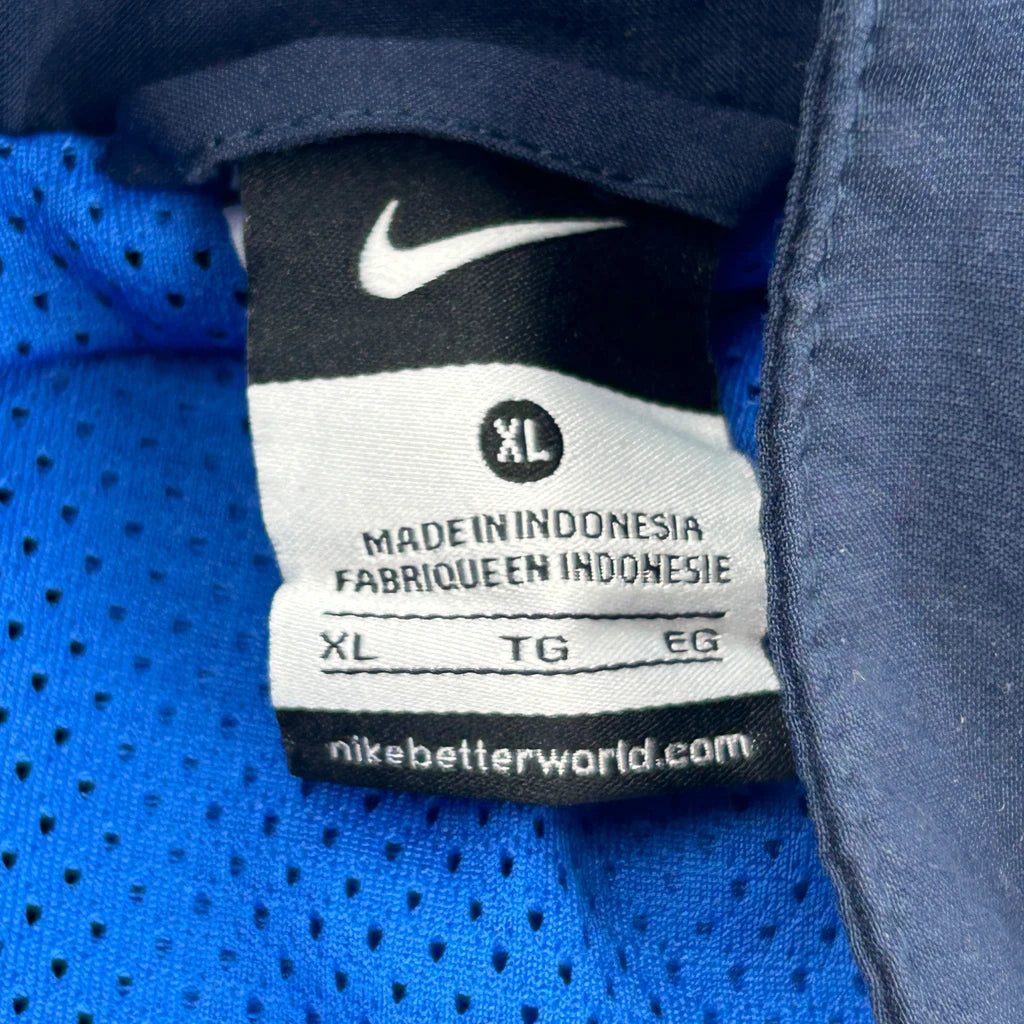 XL
MADE IN INDONESIA
FABRIQUE EN INDONESIE
XL TG EG
nikebetterworld.com